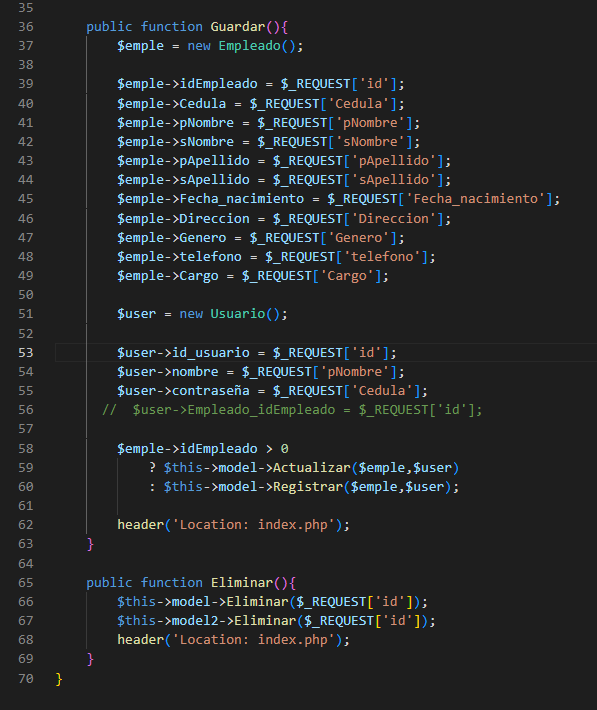 35
36 public function Guardar(){
37 $emple = new Empleado();
38
39 $emple->idEmpleado = $_REQUEST['id'];
40 $emple->Cedula = $_REQUEST['Cedula'];
41 $emple->pNombre = $_REQUEST['pNombre'];
42 $emple->sNombre = $_REQUEST['sNombre'];
43 $emple->pApellido = $_REQUEST['pApellido'];
44 $emple->sApellido = $_REQUEST['sApellido'];
45 $emple->Fecha_nacimiento = $_REQUEST['Fecha_nacimiento'];
46 $emple->Direccion = $_REQUEST['Direccion'];
47 $emple->Genero = $_REQUEST['Genero'];
48 $emple->telefono = $_REQUEST['telefono'];
49 $emple->Cargo = $_REQUEST['Cargo'];
50
51 $user = new Usuario();
52
53 $user->id_usuario = $_REQUEST['id'];
54 $user->nombre = $_REQUEST['pNombre'];
55 $user->contraseña = $_REQUEST['Cedula'];
56 // $user->Empleado_idEmpleado = $_REQUEST['id'];
57
58 $emple->idEmpleado > 0
59 ? $this->model->Actualizar($emple,$user)
60 : $this->model->Registrar($emple,$user);
61
62 header('Location: index.php');
63 }
64
65 public function Eliminar(){
66 $this->model->Eliminar($_REQUEST['id']);
67 $this->model2->Eliminar($_REQUEST['id']);
68 header('Location: index.php');
69 }
70 }